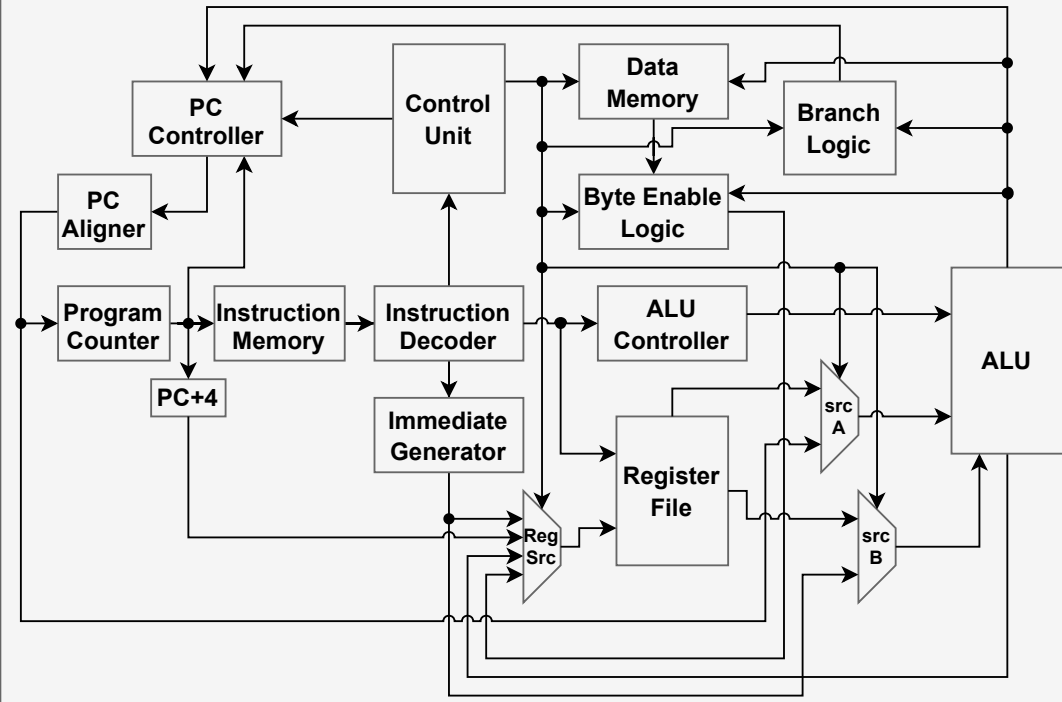 PC
Controller
Control
Unit
Data
Memory
Branch
Logic
PC
Aligner
Byte Enable
Logic
Program
Counter
Instruction
Memory
Instruction
Decoder
ALU
Controller
ALU
PC+4
Immediate
Generator
src
A
Register
File
Reg
Src
src
B